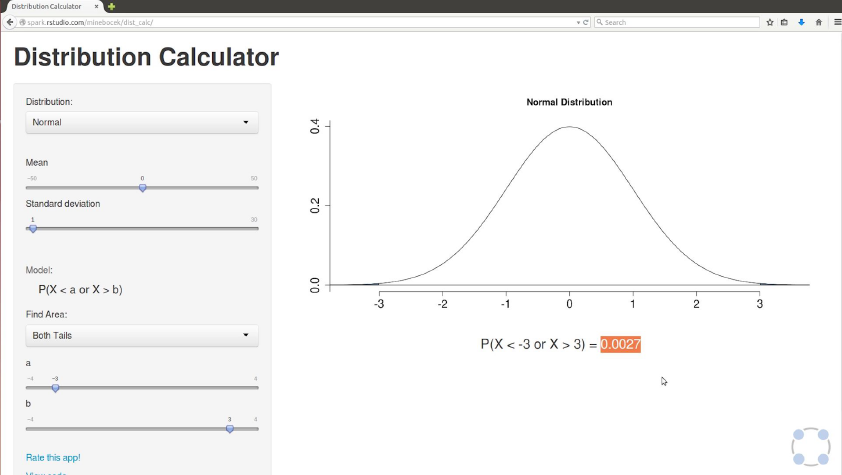 Distribution Calculator
spark.rstudio.com/minebocek/dist_calc/
Search
Distribution Calculator
Distribution:
Normal
Mean
-50 0 50
Standard deviation
1 30
Model:
P(X < a or X > b)
Find Area:
Both Tails
a
-4 -3 4
b
-4 3 4
Rate this app!
View code
Normal Distribution
0.4
0.2
0.0
-3 -2 -1 0 1 2 3
P(X < -3 or X > 3) = 0.0027